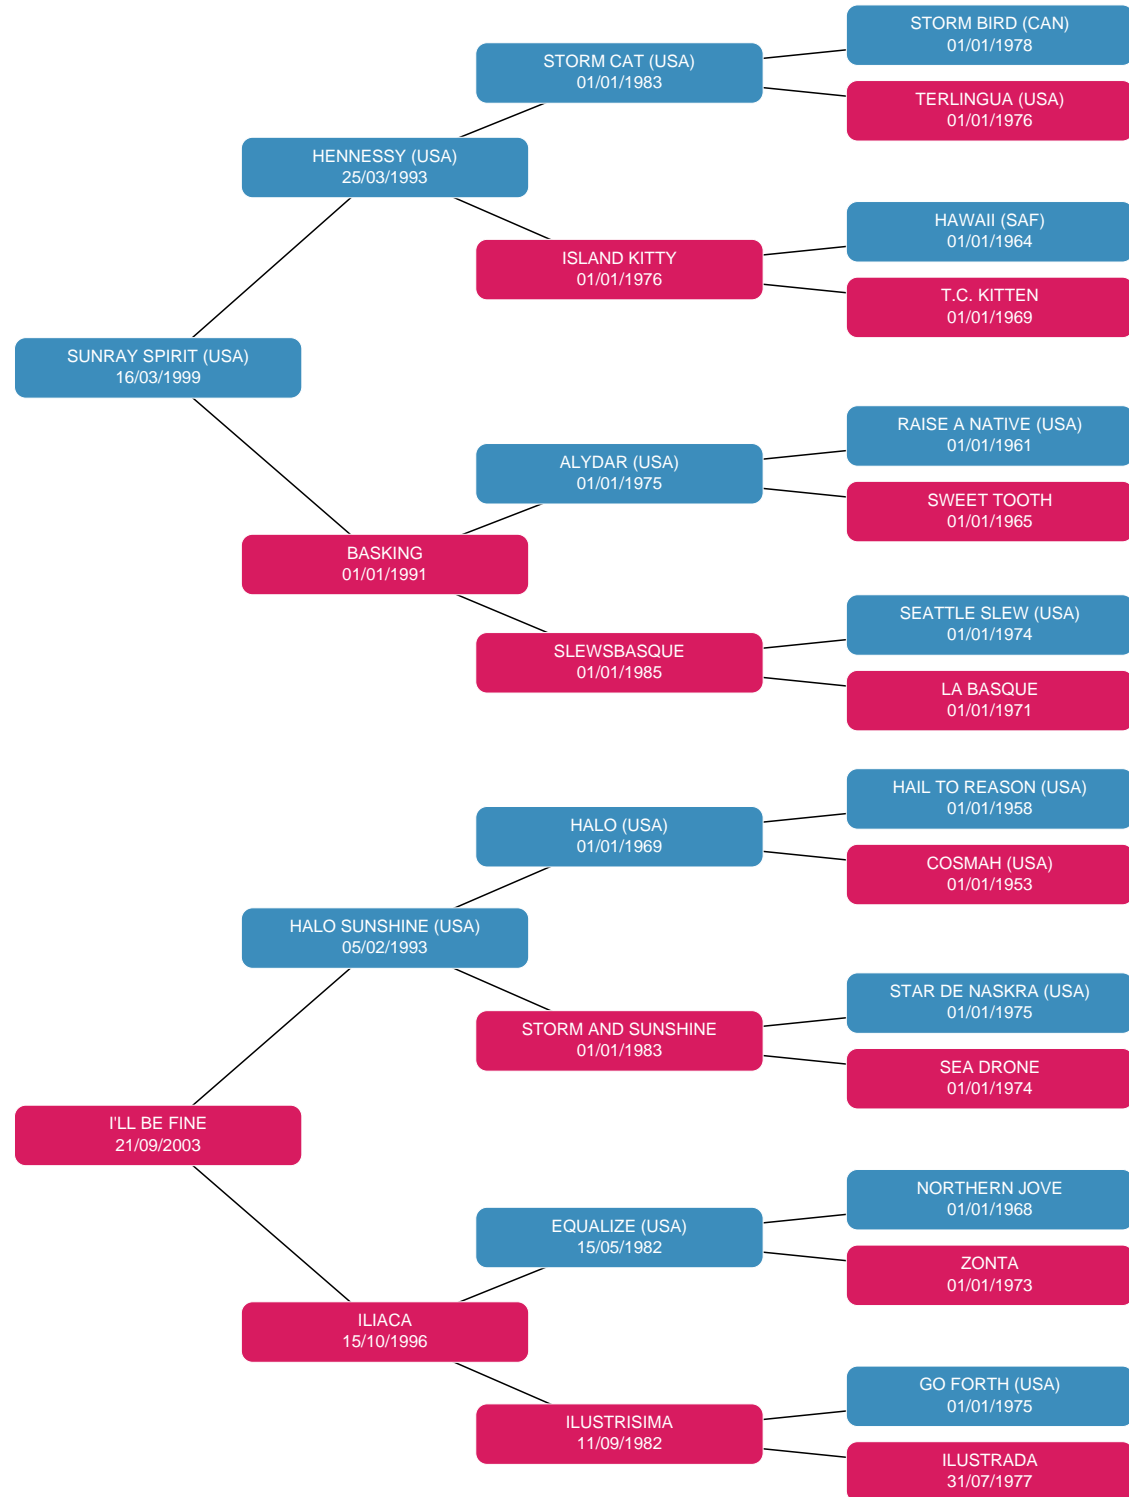 STORM BIRD (CAN)
01/01/1978
STORM CAT (USA)
01/01/1983
TERLINGUA (USA)
01/01/1976
HENNESSY (USA)
25/03/1993
HAWAII (SAF)
01/01/1964
ISLAND KITTY
01/01/1976
T.C. KITTEN
01/01/1969
SUNRAY SPIRIT (USA)
16/03/1999
RAISE A NATIVE (USA)
01/01/1961
ALYDAR (USA)
01/01/1975
SWEET TOOTH
01/01/1965
BASKING
01/01/1991
SEATTLE SLEW (USA)
01/01/1974
SLEWSBASQUE
01/01/1985
LA BASQUE
01/01/1971
HAIL TO REASON (USA)
01/01/1958
HALO (USA)
01/01/1969
COSMAH (USA)
01/01/1953
HALO SUNSHINE (USA)
05/02/1993
STAR DE NASKRA (USA)
01/01/1975
STORM AND SUNSHINE
01/01/1983
SEA DRONE
01/01/1974
I'LL BE FINE
21/09/2003
NORTHERN JOVE
01/01/1968
EQUALIZE (USA)
15/05/1982
ZONTA
01/01/1973
ILIACA
15/10/1996
GO FORTH (USA)
01/01/1975
ILUSTRISIMA
11/09/1982
ILUSTRADA
31/07/1977